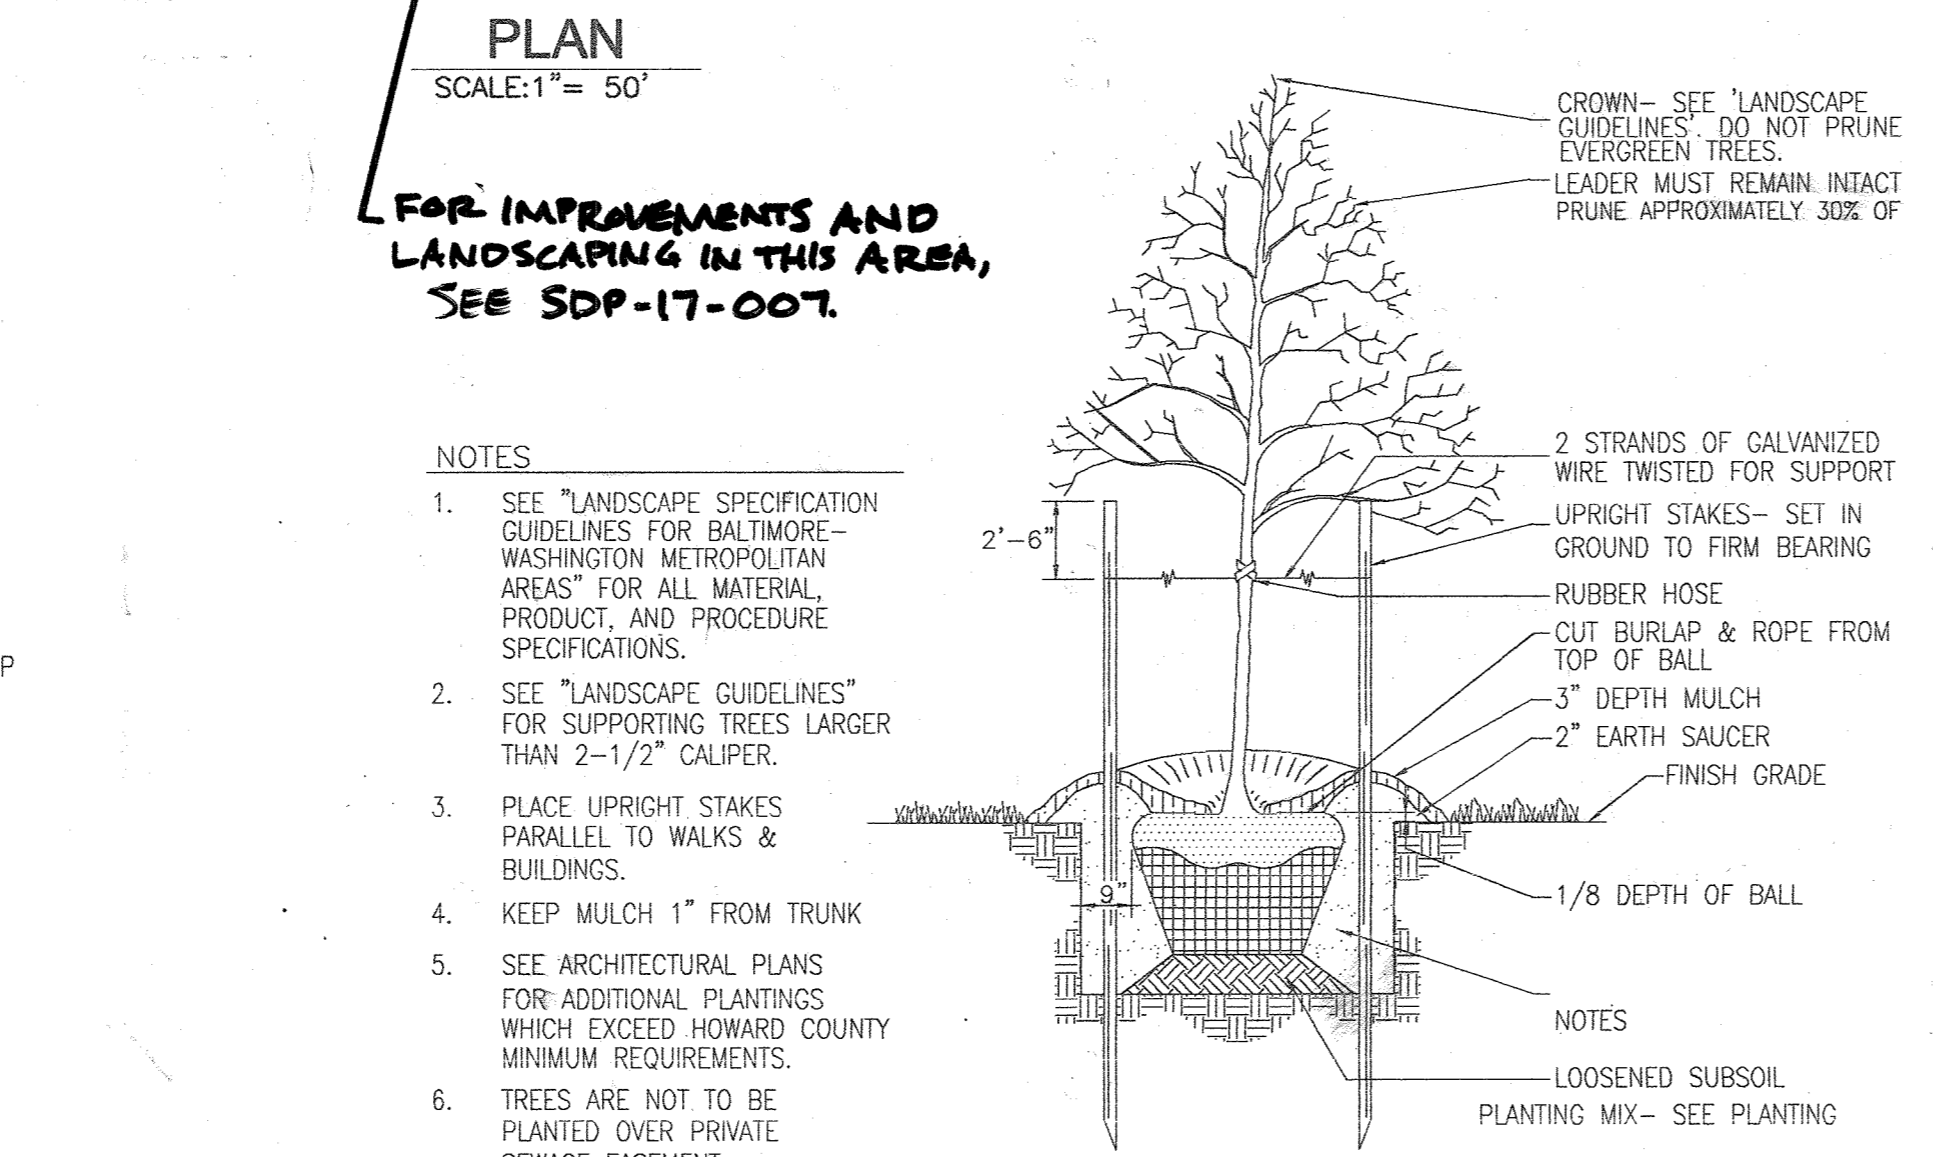 PLAN
SCALE:1"= 50'
FOR IMPROVEMENTS AND
LANDSCAPING IN THIS AREA,
SEE SDP-17-007.
NOTES
1. SEE "LANDSCAPE SPECIFICATION
GUIDELINES FOR BALTIMORE-
WASHINGTON METROPOLITAN
AREAS" FOR ALL MATERIAL,
PRODUCT, AND PROCEDURE
SPECIFICATIONS.
2. SEE "LANDSCAPE GUIDELINES"
FOR SUPPORTING TREES LARGER
THAN 2-1/2" CALIPER.
3. PLACE UPRIGHT STAKES
PARALLEL TO WALKS &
BUILDINGS.
4. KEEP MULCH 1" FROM TRUNK
5. SEE ARCHITECTURAL PLANS
FOR ADDITIONAL PLANTINGS
WHICH EXCEED HOWARD COUNTY
MINIMUM REQUIREMENTS.
6. TREES ARE NOT TO BE
PLANTED OVER PRIVATE
SEWAGE EASEMENT
P
CROWN- SEE 'LANDSCAPE
GUIDELINES'. DO NOT PRUNE
EVERGREEN TREES.
LEADER MUST REMAIN INTACT
PRUNE APPROXIMATELY 30% OF
2 STRANDS OF GALVANIZED
WIRE TWISTED FOR SUPPORT
2'-6"
UPRIGHT STAKES- SET IN
GROUND TO FIRM BEARING
RUBBER HOSE
CUT BURLAP & ROPE FROM
TOP OF BALL
3" DEPTH MULCH
2" EARTH SAUCER
FINISH GRADE
9"
1/8 DEPTH OF BALL
NOTES
LOOSENED SUBSOIL
PLANTING MIX- SEE PLANTING